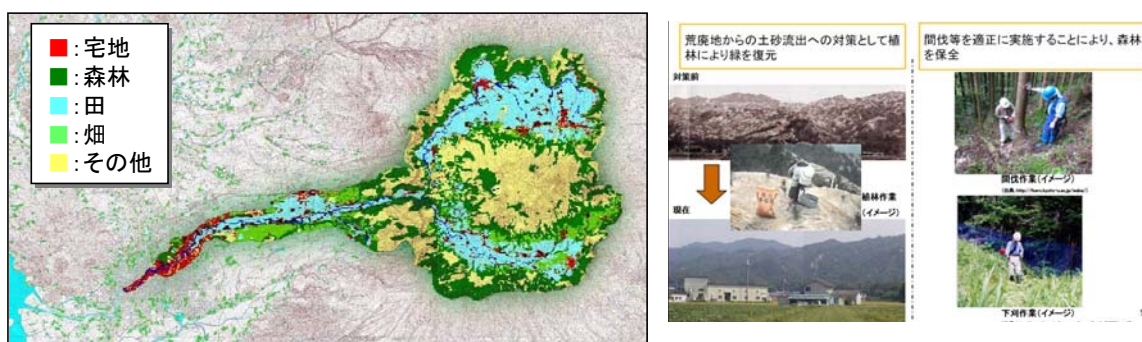 ■：宅地
■：森林
■：田
■：畑
■：その他
荒廃地からの土砂流出への対策として植
林により緑を復元
対策前
現在
植林作業
（イメージ）
間伐等を適正に実施することにより、森林
を保全
間伐作業（イメージ）
下刈作業（イメージ）